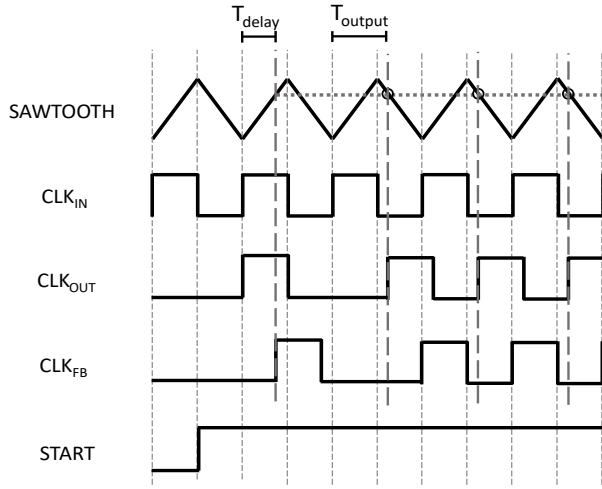 T_delay T_output
SAWTOOTH
CLK_IN
CLK_OUT
CLK_FB
START